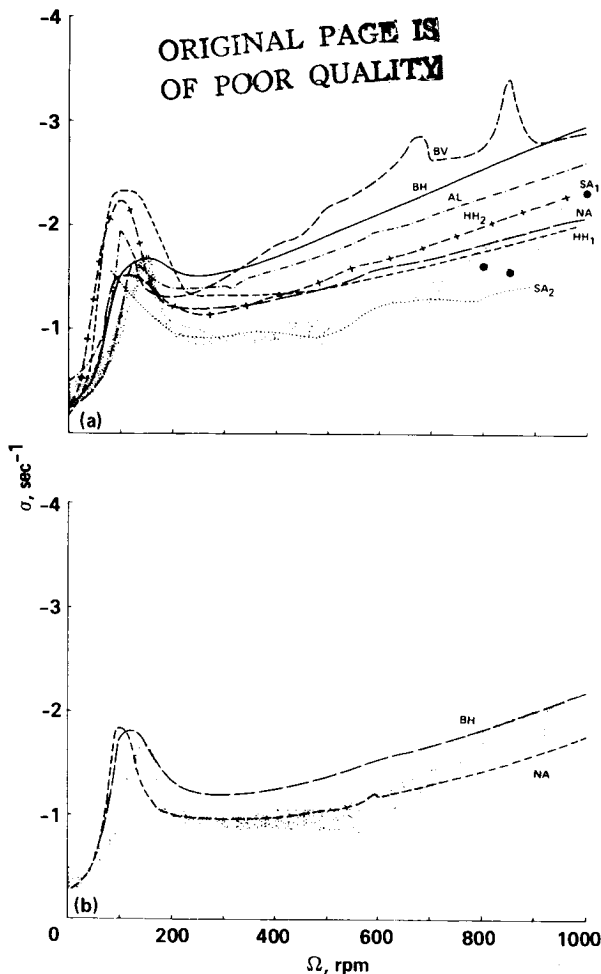 ORIGINAL PAGE IS
OF POOR QUALITY
-4
-3
-2
-1
BV
BH
AL
SA1
HH2
NA
HH1
SA2
(a)
σ, sec⁻¹
-4
-3
-2
-1
BH
NA
(b)
0 200 400 600 800 1000
Ω, rpm